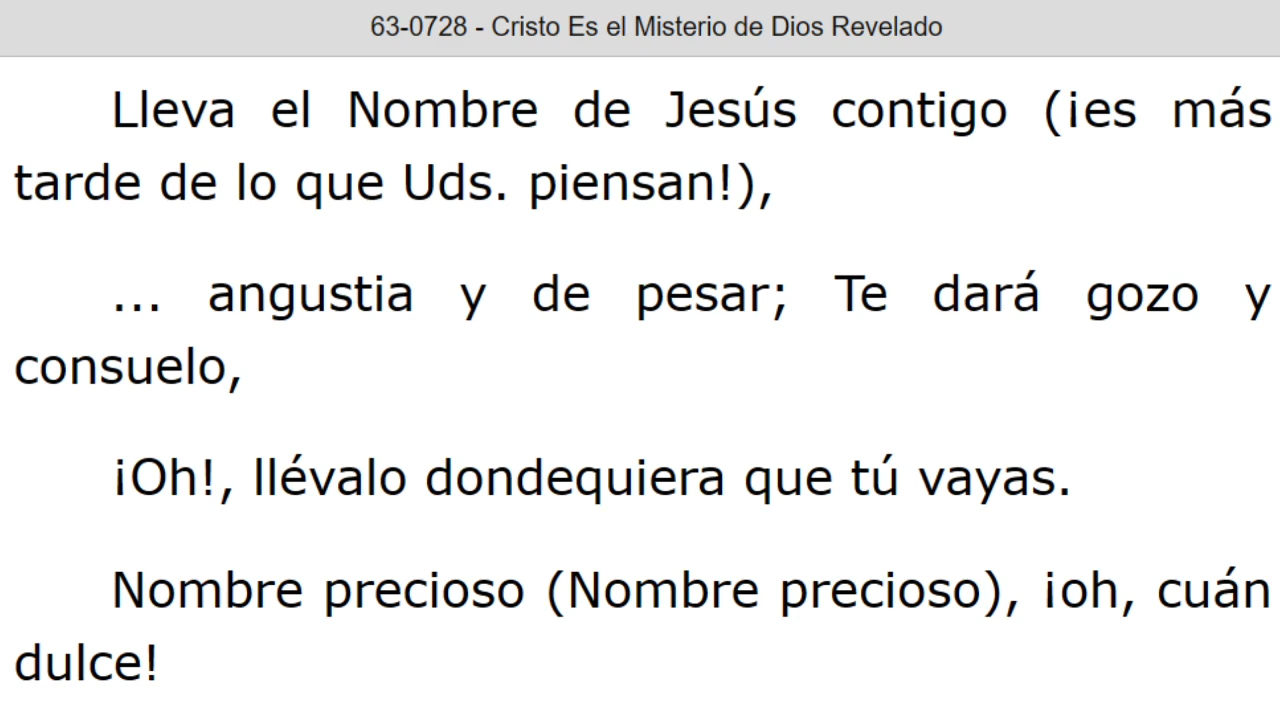 63-0728 - Cristo Es el Misterio de Dios Revelado
Lleva el Nombre de Jesús contigo (¡es más
tarde de lo que Uds. piensan!),
... angustia y de pesar; Te dará gozo y
consuelo,
¡Oh!, llévalo dondequiera que tú vayas.
Nombre precioso (Nombre precioso), ¡oh, cuán
dulce!